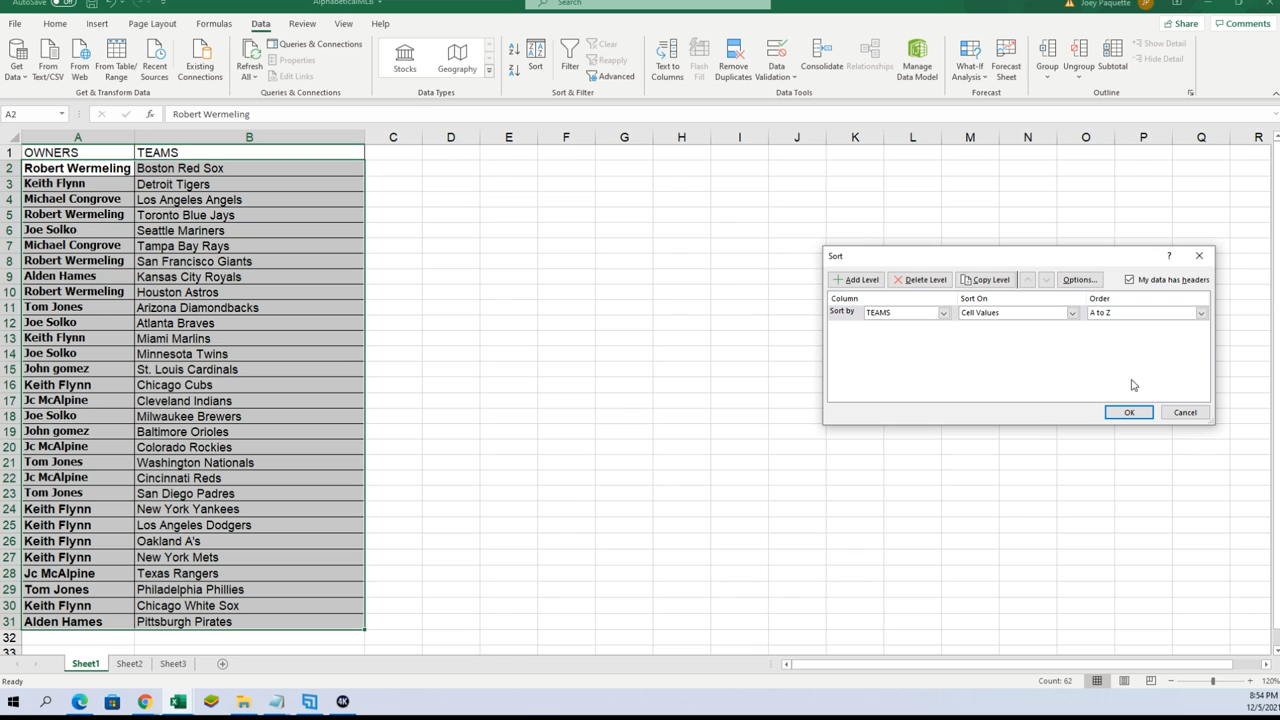 AutoSave Off AlphabeticalMLB Search Joey Paquette JP
File Home Insert Page Layout Formulas Data Review View Help Share Comments
Get Data From Text/CSV From Web From Table/Range Recent Sources Existing Connections
Get & Transform Data
Refresh All Queries & Connections
Properties
Edit Links
Queries & Connections
Stocks Geography
Data Types
Sort Filter Clear
Reapply
Advanced
Sort & Filter
Text to Columns Flash Fill Remove Duplicates Data Validation Consolidate Relationships Manage Data Model
Data Tools
What-If Analysis Forecast Sheet
Forecast
Group Ungroup Subtotal Show Detail
Hide Detail
Outline
A2 fx Robert Wermeling
A B C D E F G H I J K L M N O P Q R
1 OWNERS TEAMS
2 Robert Wermeling Boston Red Sox
3 Keith Flynn Detroit Tigers
4 Michael Congrove Los Angeles Angels
5 Robert Wermeling Toronto Blue Jays
6 Joe Solko Seattle Mariners
7 Michael Congrove Tampa Bay Rays
8 Robert Wermeling San Francisco Giants
9 Alden Hames Kansas City Royals
10 Robert Wermeling Houston Astros
11 Tom Jones Arizona Diamondbacks
12 Joe Solko Atlanta Braves
13 Keith Flynn Miami Marlins
14 Joe Solko Minnesota Twins
15 John gomez St. Louis Cardinals
16 Keith Flynn Chicago Cubs
17 Jc McAlpine Cleveland Indians
18 Joe Solko Milwaukee Brewers
19 John gomez Baltimore Orioles
20 Jc McAlpine Colorado Rockies
21 Tom Jones Washington Nationals
22 Jc McAlpine Cincinnati Reds
23 Tom Jones San Diego Padres
24 Keith Flynn New York Yankees
25 Keith Flynn Los Angeles Dodgers
26 Keith Flynn Oakland A's
27 Keith Flynn New York Mets
28 Jc McAlpine Texas Rangers
29 Tom Jones Philadelphia Phillies
30 Keith Flynn Chicago White Sox
31 Alden Hames Pittsburgh Pirates
32
33
Sort ?
Add Level Delete Level Copy Level Options... My data has headers
Column Sort On Order
Sort by TEAMS Cell Values A to Z
OK Cancel
Sheet1 Sheet2 Sheet3
Ready Count: 62 120%
4K
8:54 PM
12/5/2021